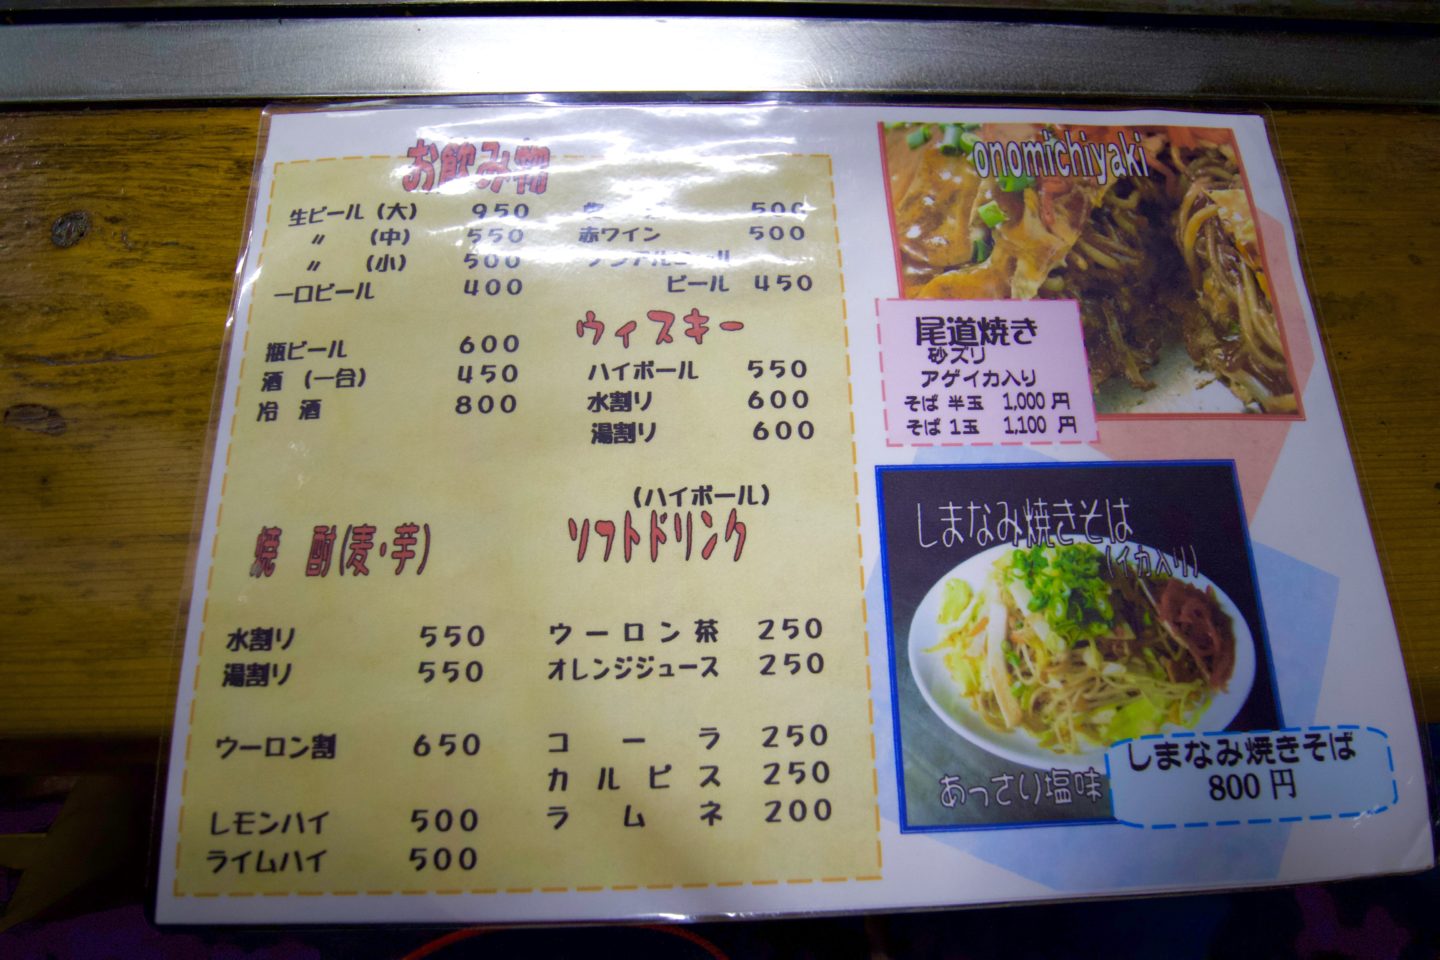 お飲み物
生ビール（大） 950
〃 （中） 550
〃 （小） 500
一口ビール 400
瓶ビール 600
酒（一合） 450
冷 酒 800
焼 酎(麦・芋)
水割り 550
湯割り 550
ウーロン割 650
レモンハイ 500
ライムハイ 500
500
赤ワイン 500
ノンアルコール
ビール 450
ウィスキー
ハイボール 550
水割り 600
湯割り 600
（ハイボール）
ソフトドリンク
ウーロン茶 250
オレンジジュース 250
コーラ 250
カルピス 250
ラムネ 200
onomichiyaki
尾道焼き
砂ズリ
アゲイカ入り
そば 半玉 1,000 円
そば 1玉 1,100 円
しまなみ焼きそば
(イカ入り)
あっさり塩味
しまなみ焼きそば
800 円